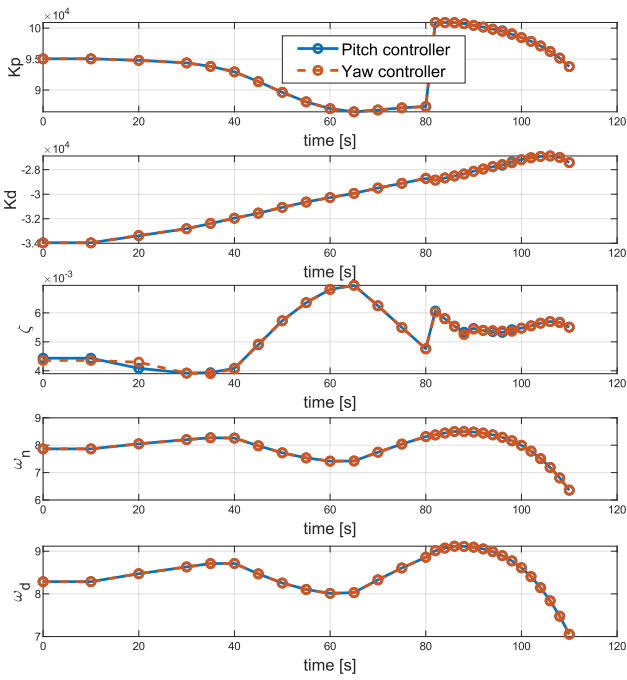 ×10⁴
10
9.5
9
Kp
Pitch controller
Yaw controller
0 20 40 60 80 100 120
time [s]
×10⁴
-2.8
-3
-3.2
-3.4
Kd
0 20 40 60 80 100 120
time [s]
×10⁻³
6
5
4
ζ
0 20 40 60 80 100 120
time [s]
9
8
7
6
ωn
0 20 40 60 80 100 120
time [s]
9
8
7
ωd
0 20 40 60 80 100 120
time [s]